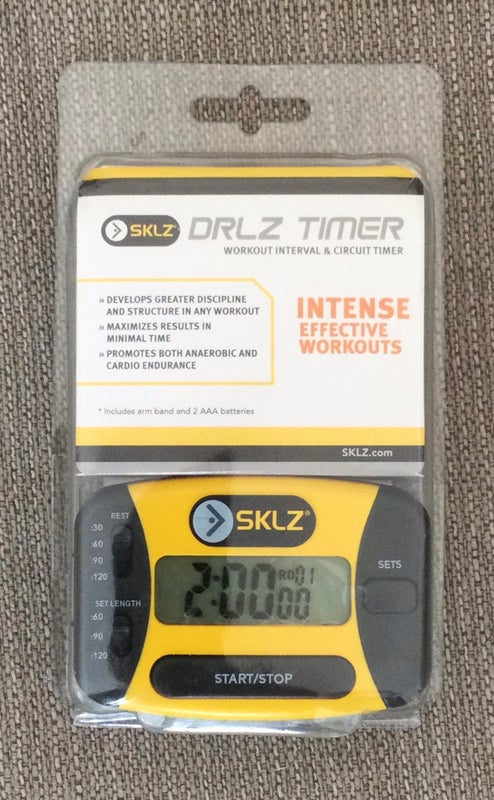 SKLZ DRLZ TIMER
WORKOUT INTERVAL & CIRCUIT TIMER
» DEVELOPS GREATER DISCIPLINE
AND STRUCTURE IN ANY WORKOUT
» MAXIMIZES RESULTS IN
MINIMAL TIME
» PROMOTES BOTH ANAEROBIC AND
CARDIO ENDURANCE
INTENSE
EFFECTIVE
WORKOUTS
* Includes arm band and 2 AAA batteries
SKLZ.com
SKLZ®
REST
:30
:60
:90
:120
SET LENGTH
:60
:90
:120
2:00 RD01
00
SETS
START/STOP